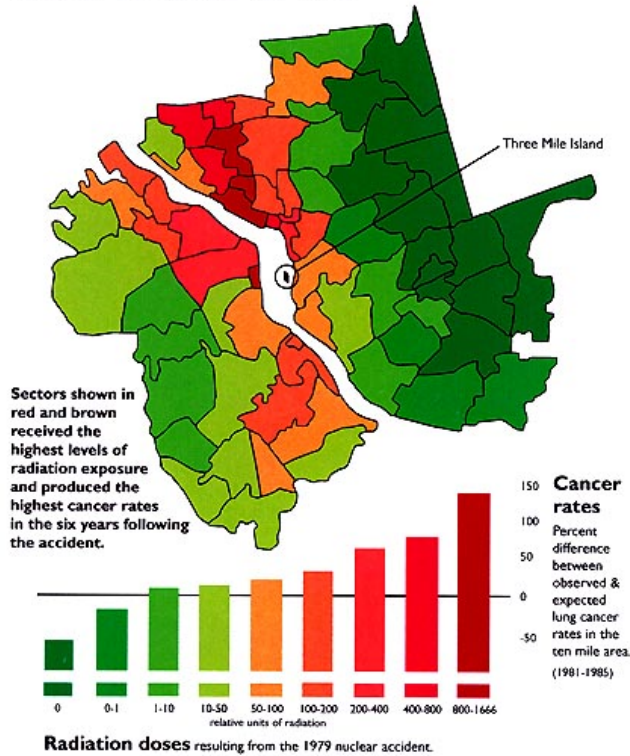 Three Mile Island
Sectors shown in
red and brown
received the
highest levels of
radiation exposure
and produced the
highest cancer rates
in the six years following
the accident.
150
100
50
0
-50
Cancer
rates
Percent
difference
between
observed &
expected
lung cancer
rates in the
ten mile area.
(1981-1985)
0 0-1 1-10 10-50 50-100 100-200 200-400 400-800 800-1666
relative units of radiation
Radiation doses resulting from the 1979 nuclear accident.